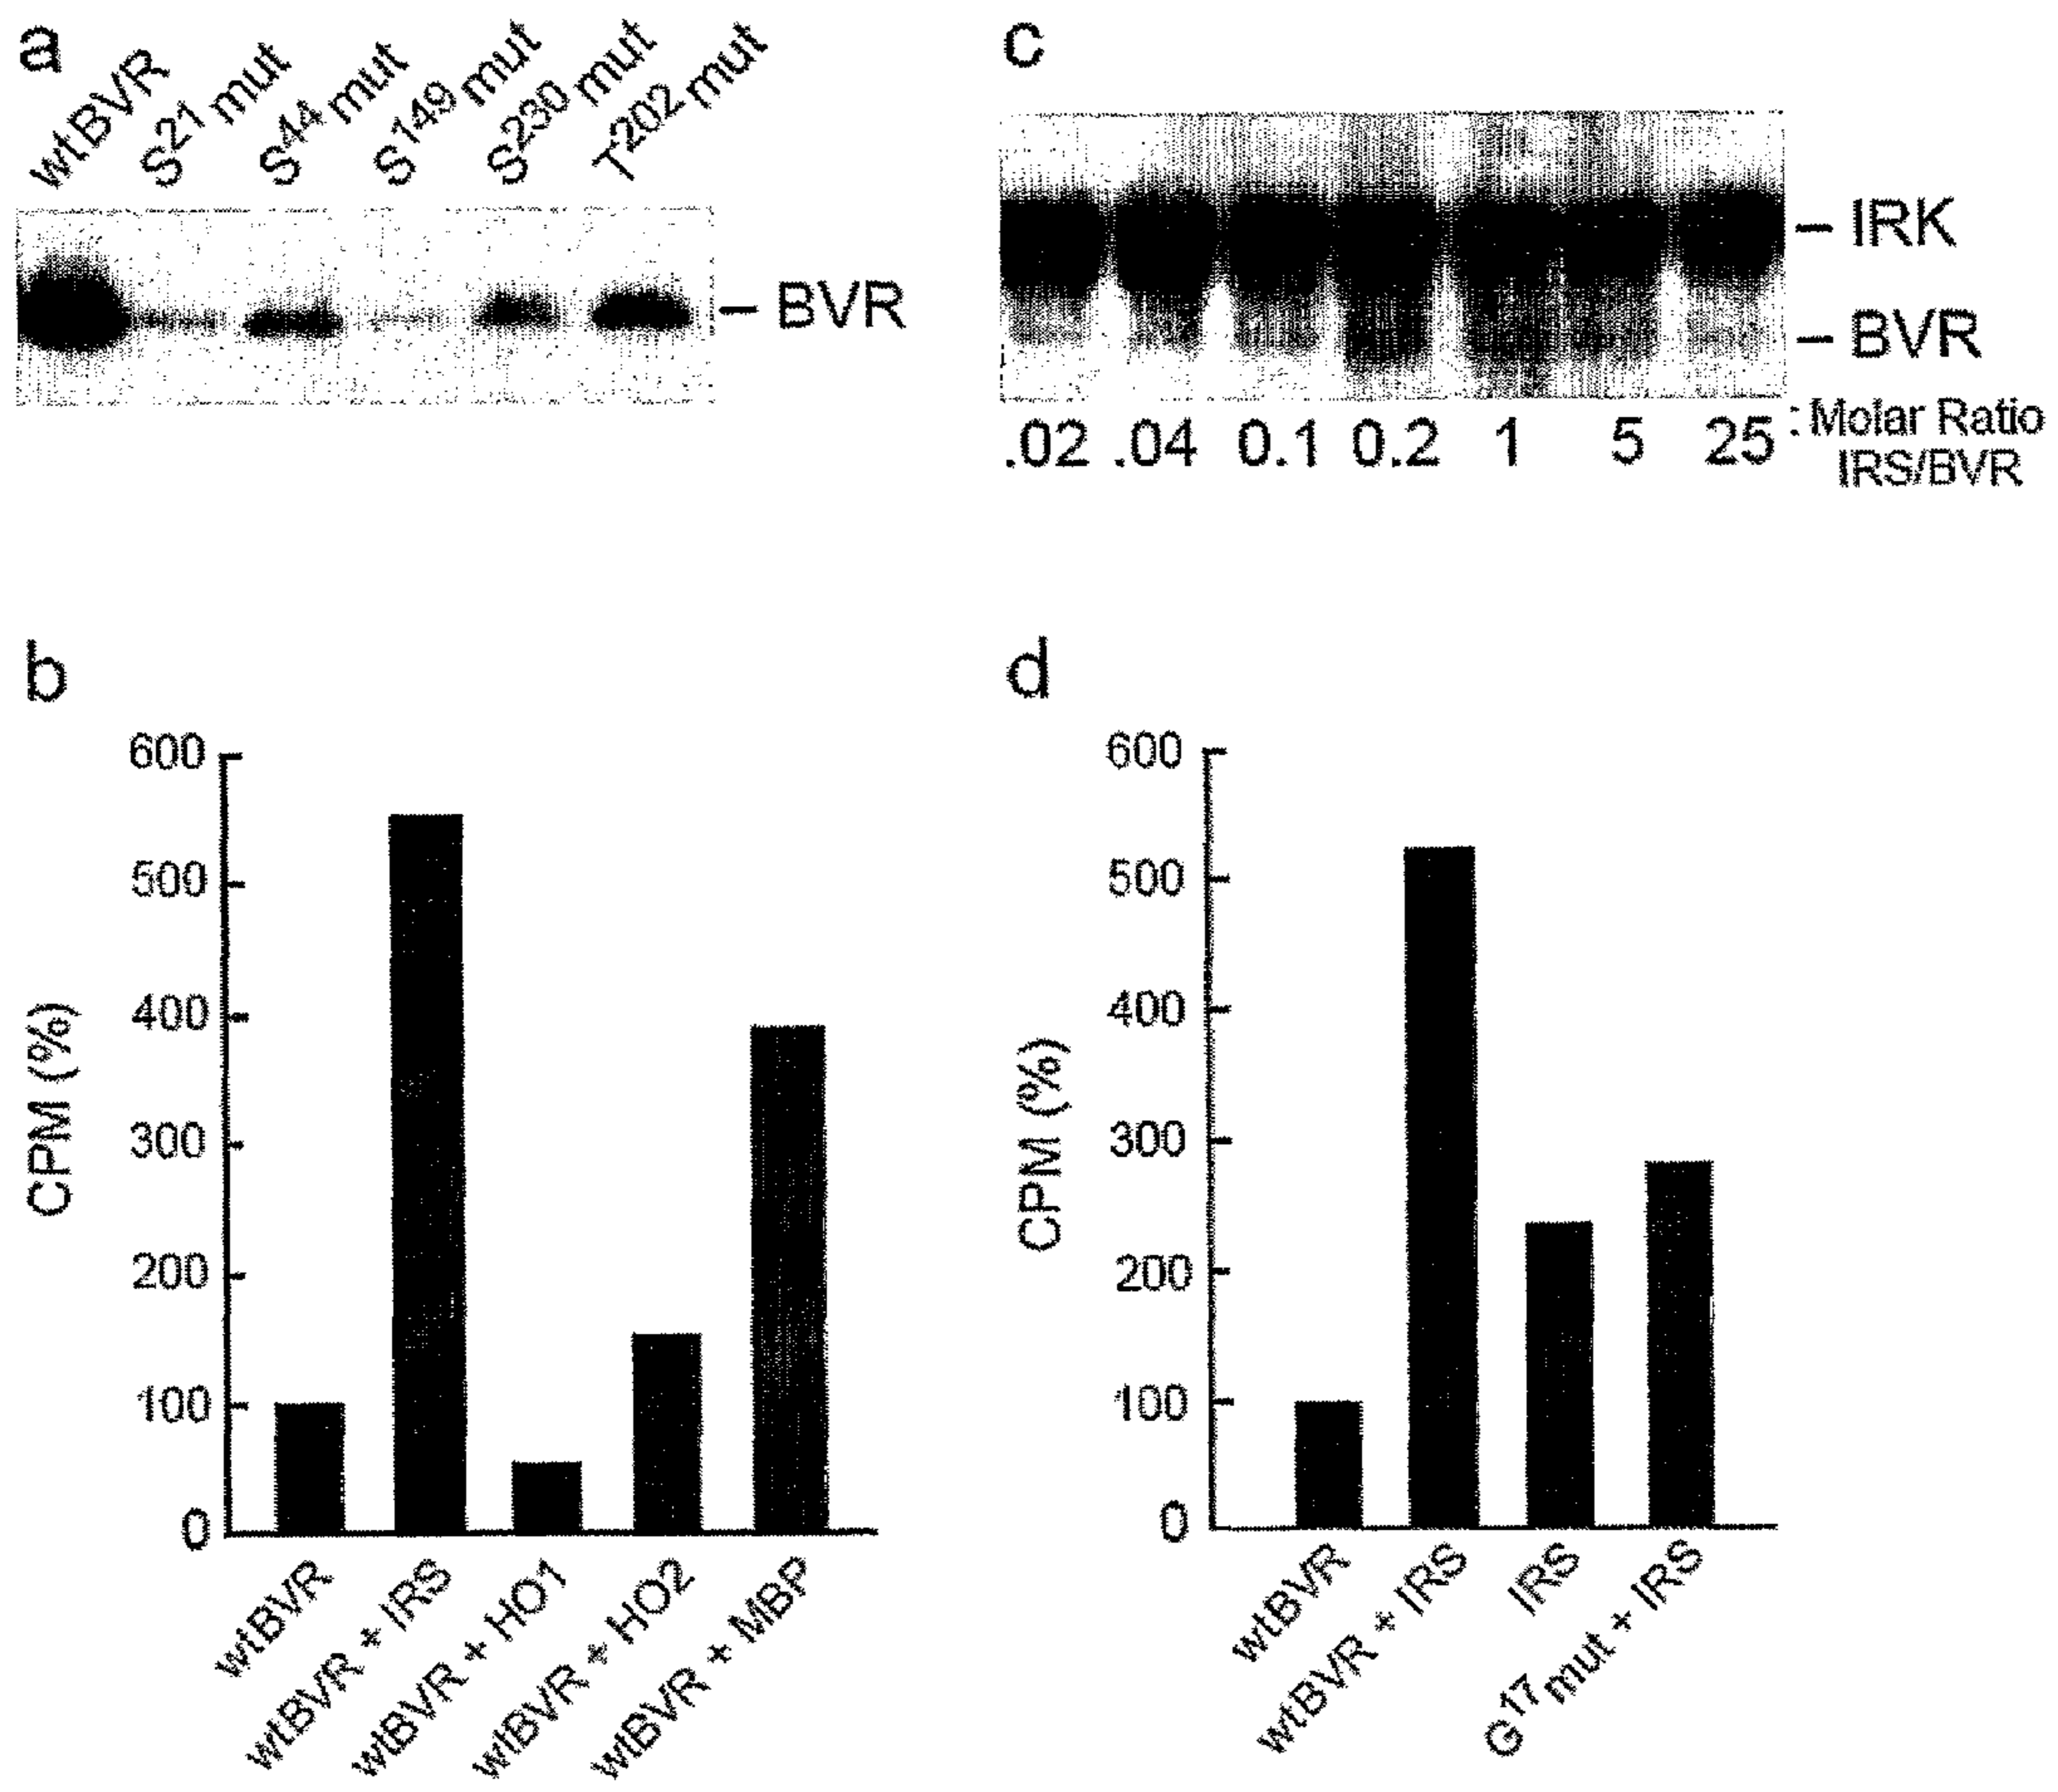 a
wtBVR
S21 mut
S44 mut
S149 mut
S230 mut
T202 mut
– BVR
c
– IRK
– BVR
.02 .04 0.1 0.2 1 5 25 : Molar Ratio
IRS/BVR
b
600
500
400
300
200
100
0
CPM (%)
wtBVR
wtBVR + IRS
wtBVR + HO1
wtBVR + HO2
wtBVR + MBP
d
600
500
400
300
200
100
0
CPM (%)
wtBVR
wtBVR + IRS
IRS
G17 mut + IRS